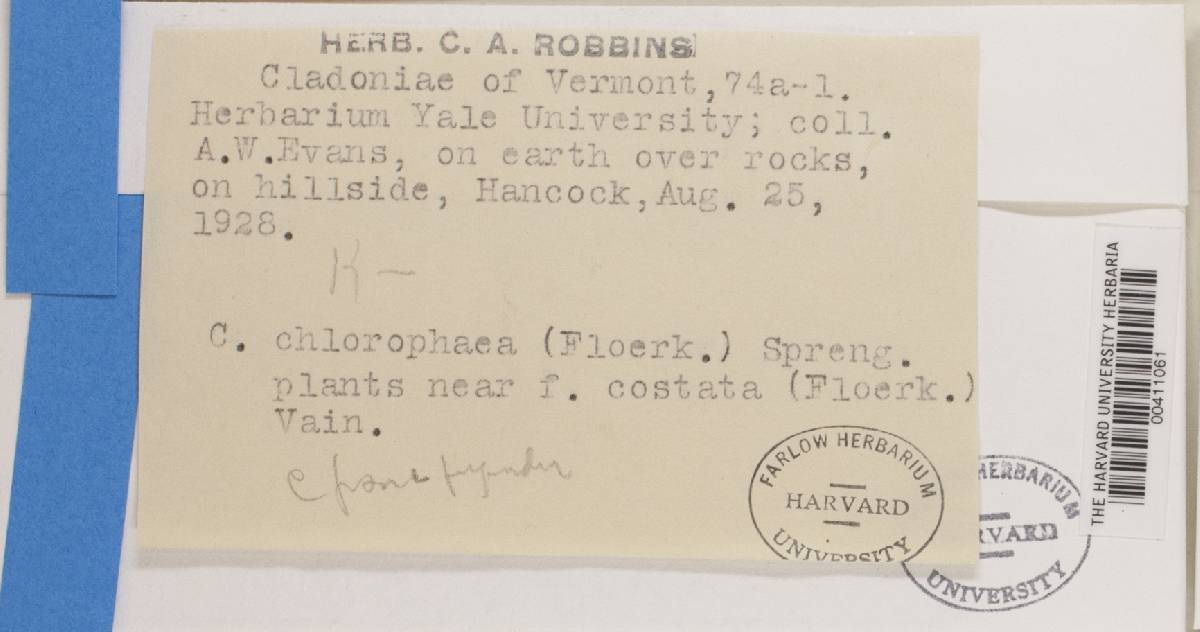 HERB. C. A. ROBBINS
Cladoniae of Vermont,74a-1.
Herbarium Yale University; coll.
A.W.Evans, on earth over rocks,
on hillside, Hancock,Aug. 25,
1928.
K —
C. chlorophaea (Floerk.) Spreng.
plants near f. costata (Floerk.)
Vain.
FARLOW HERBARIUM
HARVARD
UNIVERSITY
HERBARIUM
RVARD
UNIVERSITY
THE HARVARD UNIVERSITY HERBARIA
00411061